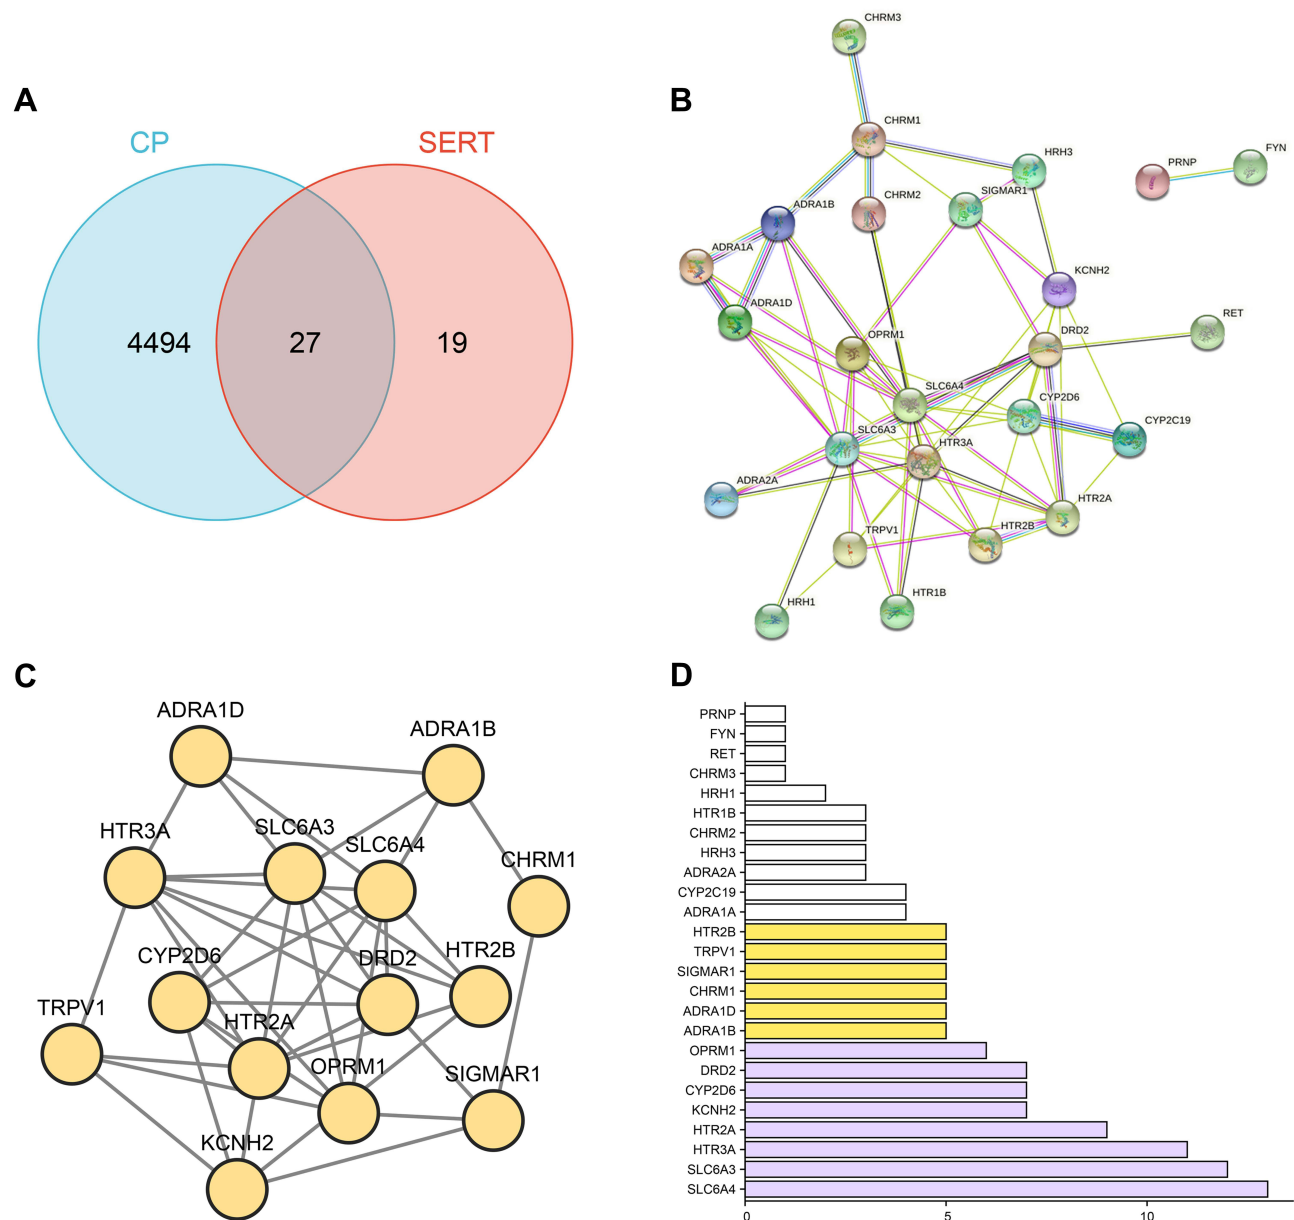 A
CP
SERT
4494
27
19
B
CHRM3
CHRM1
HRH3
PRNP
FYN
SIGMAR1
CHRM2
ADRA1B
ADRA1A
KCNH2
ADRA1D
RET
OPRM1
DRD2
SLC6A4
CYP2D6
CYP2C19
SLC6A3
HTR3A
ADRA2A
HTR2A
TRPV1
HTR2B
HRH1
HTR1B
C
ADRA1D
ADRA1B
HTR3A
SLC6A3
SLC6A4
CHRM1
CYP2D6
DRD2
HTR2B
TRPV1
HTR2A
OPRM1
SIGMAR1
KCNH2
D
PRNP
FYN
RET
CHRM3
HRH1
HTR1B
CHRM2
HRH3
ADRA2A
CYP2C19
ADRA1A
HTR2B
TRPV1
SIGMAR1
CHRM1
ADRA1D
ADRA1B
OPRM1
DRD2
CYP2D6
KCNH2
HTR2A
HTR3A
SLC6A3
SLC6A4
0 5 10